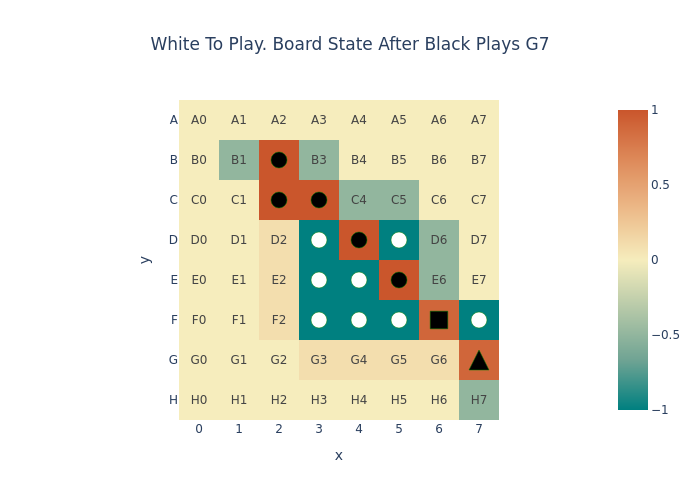 White To Play. Board State After Black Plays G7
A A0 A1 A2 A3 A4 A5 A6 A7
B B0 B1 B3 B4 B5 B6 B7
C C0 C1 C4 C5 C6 C7
D D0 D1 D2 D6 D7
E E0 E1 E2 E6 E7
F F0 F1 F2
G G0 G1 G2 G3 G4 G5 G6
H H0 H1 H2 H3 H4 H5 H6 H7
0 1 2 3 4 5 6 7
x
y
1
0.5
0
−0.5
−1